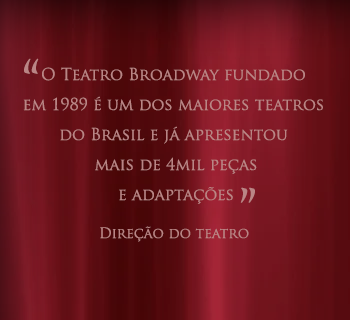 “O Teatro Broadway fundado
em 1989 é um dos maiores teatros
do Brasil e já apresentou
mais de 4mil peças
e adaptações”
Direção do teatro